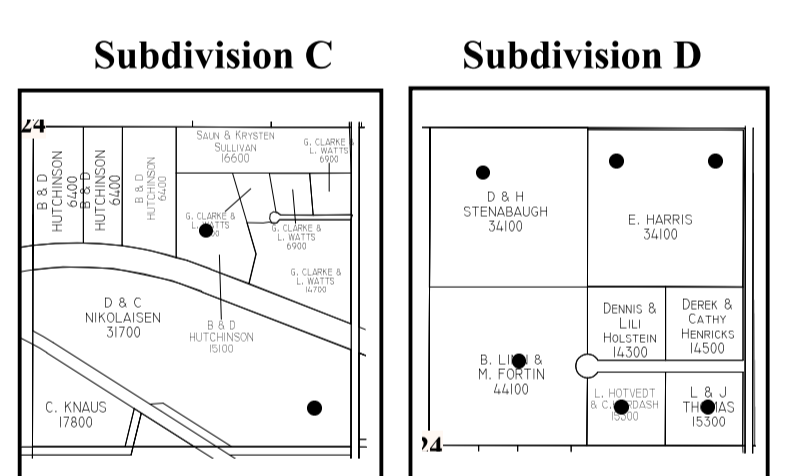 Subdivision C
Subdivision D
24
B & D
HUTCHINSON
6400
B & D
HUTCHINSON
6400
B & D
HUTCHINSON
6400
SAUN & KRYSTEN
SULLIVAN
16600
G. CLARKE &
L. WATTS
6900
G. CLARKE &
L. WATTS
G. CLARKE &
L. WATTS
6900
G. CLARKE &
L. WATTS
14700
D & C
NIKOLAISEN
31700
B & D
HUTCHINSON
15100
C. KNAUS
17800
D & H
STENABAUGH
34100
E. HARRIS
34100
DENNIS &
LILI
HOLSTEIN
14300
DEREK &
CATHY
HENRICKS
14500
B. &
M. FORTIN
44100
L. HOTVEDT
& 
15300
L & J
THOMAS
15300
24